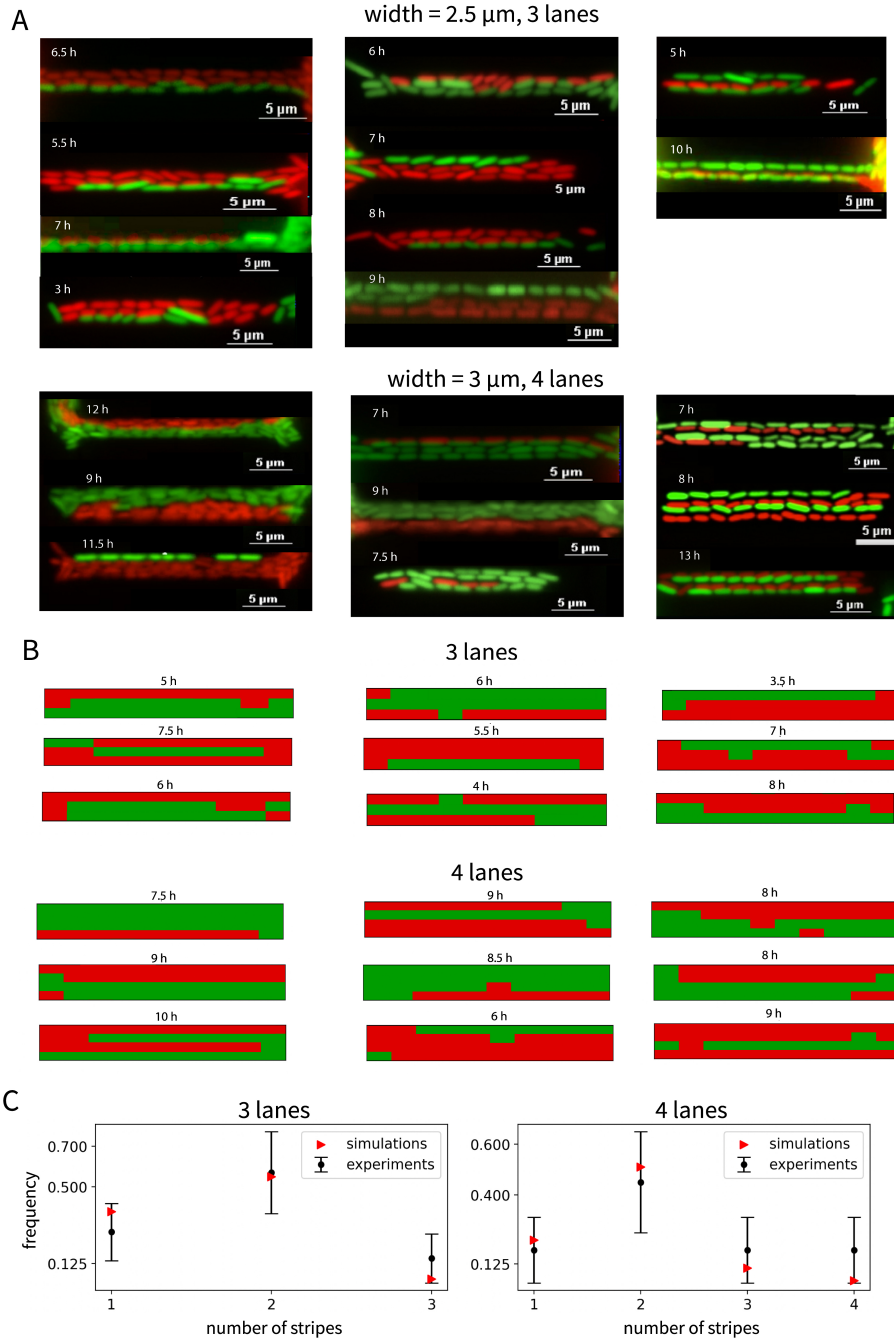 A
width = 2.5 µm, 3 lanes
6.5 h
5 µm
5.5 h
5 µm
7 h
5 µm
3 h
5 µm
6 h
5 µm
7 h
5 µm
8 h
5 µm
9 h
5 µm
5 h
5 µm
10 h
5 µm
width = 3 µm, 4 lanes
12 h
5 µm
9 h
5 µm
11.5 h
5 µm
7 h
5 µm
9 h
5 µm
7.5 h
5 µm
7 h
5 µm
8 h
5 µm
13 h
5 µm
B
3 lanes
5 h
6 h
3.5 h
7.5 h
5.5 h
7 h
6 h
4 h
8 h
4 lanes
7.5 h
9 h
8 h
9 h
8.5 h
8 h
10 h
6 h
9 h
C
3 lanes
simulations
experiments
frequency
0.700
0.500
0.125
1 2 3
number of stripes
4 lanes
simulations
experiments
0.600
0.400
0.125
1 2 3 4
number of stripes